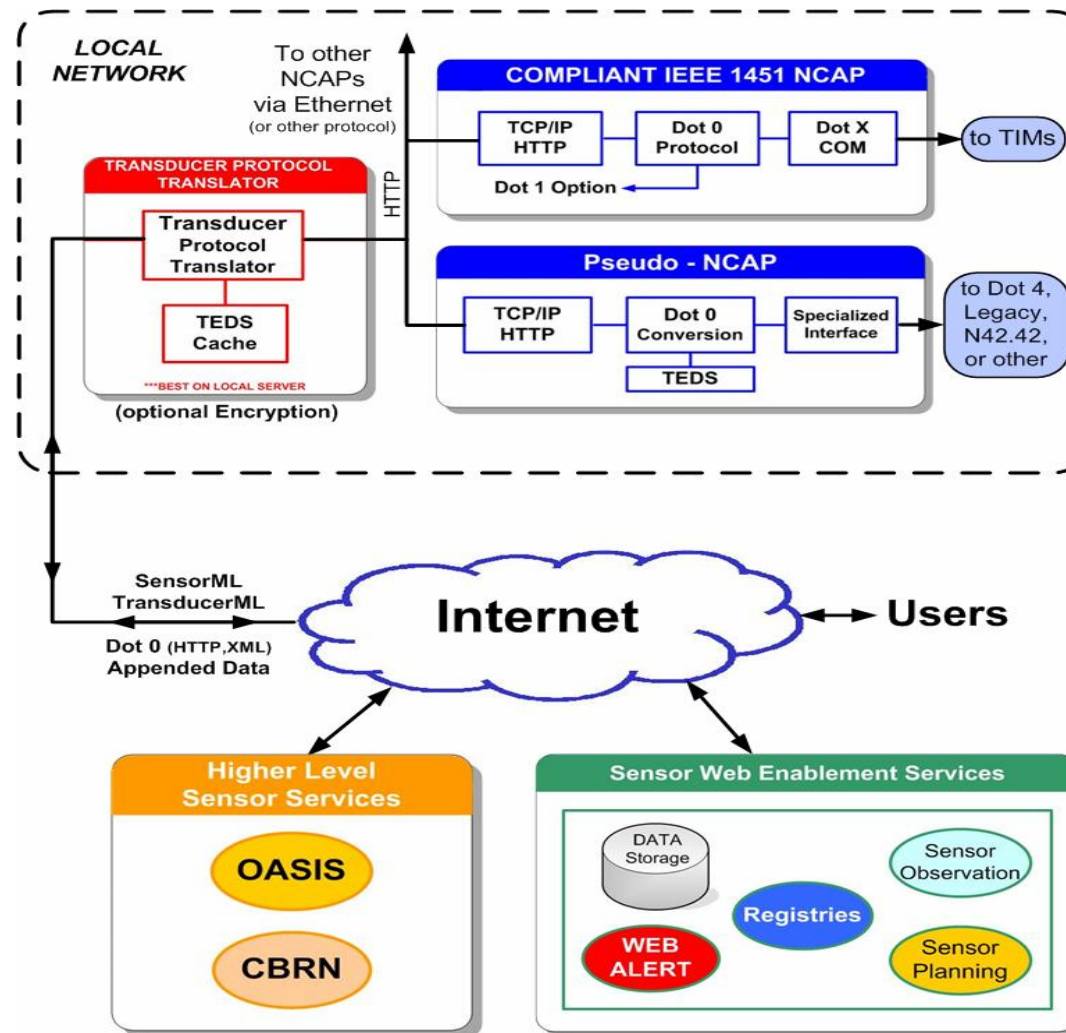 LOCAL
NETWORK
To other
NCAPs
via Ethernet
(or other protocol)
HTTP
COMPLIANT IEEE 1451 NCAP
TCP/IP
HTTP
Dot 0
Protocol
Dot X
COM
Dot 1 Option
to TIMs
TRANSDUCER PROTOCOL
TRANSLATOR
Transducer
Protocol
Translator
TEDS
Cache
***BEST ON LOCAL SERVER
(optional Encryption)
Pseudo - NCAP
TCP/IP
HTTP
Dot 0
Conversion
TEDS
Specialized
Interface
to Dot 4,
Legacy,
N42.42,
or other
SensorML
TransducerML
Dot 0 (HTTP,XML)
Appended Data
Internet
Users
Higher Level
Sensor Services
OASIS
CBRN
Sensor Web Enablement Services
DATA
Storage
Sensor
Observation
Registries
WEB
ALERT
Sensor
Planning